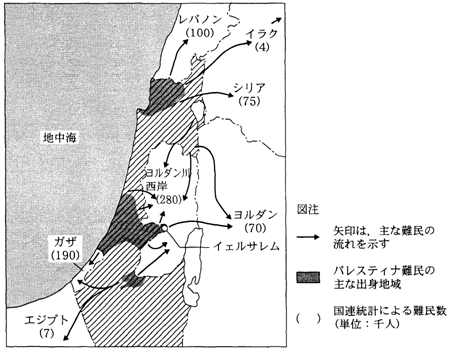 レバノン
(100)
イラク
(4)
シリア
(75)
地中海
ヨルダン川
西岸
(280)
ヨルダン
(70)
イェルサレム
ガザ
(190)
エジプト
(7)
図注
矢印は，主な難民の
流れを示す
パレスティナ難民の
主な出身地域
( ) 国連統計による難民数
(単位：千人)